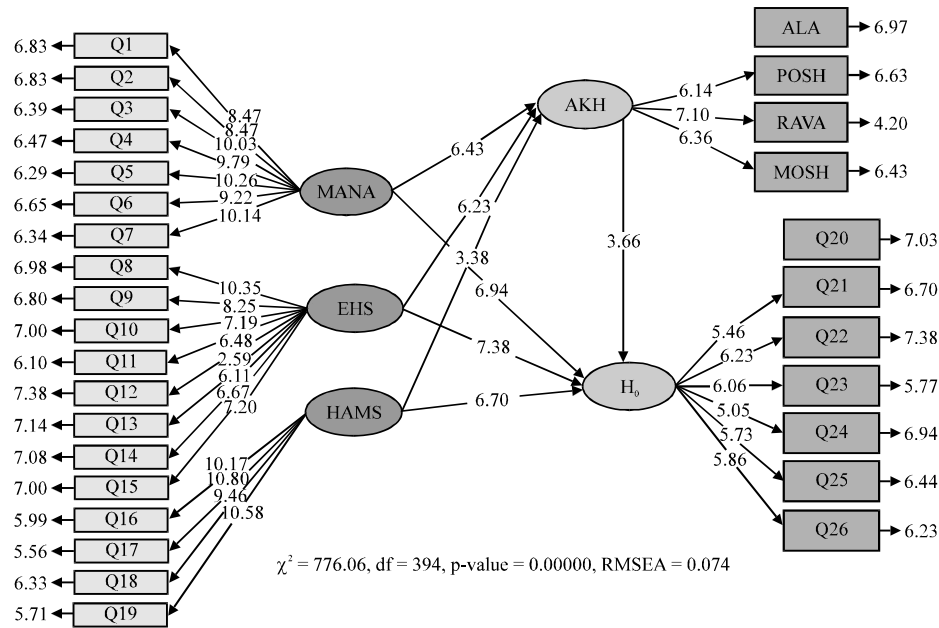 6.83 Q1
6.83 Q2
6.39 Q3
6.47 Q4
6.29 Q5
6.65 Q6
6.34 Q7
6.98 Q8
6.80 Q9
7.00 Q10
6.10 Q11
7.38 Q12
7.14 Q13
7.08 Q14
7.00 Q15
5.99 Q16
5.56 Q17
6.33 Q18
5.71 Q19
8.47
8.47
10.03
9.79
10.26
9.22
10.14
10.35
8.25
7.19
6.48
2.59
6.11
6.67
7.20
10.17
10.80
9.46
10.58
MANA
EHS
HAMS
6.43
6.23
3.38
6.94
7.38
6.70
AKH
3.66
H₀
6.14
7.10
6.36
ALA 6.97
POSH 6.63
RAVA 4.20
MOSH 6.43
5.46
6.23
6.06
5.05
5.73
5.86
Q20 7.03
Q21 6.70
Q22 7.38
Q23 5.77
Q24 6.94
Q25 6.44
Q26 6.23
χ² = 776.06, df = 394, p-value = 0.00000, RMSEA = 0.074